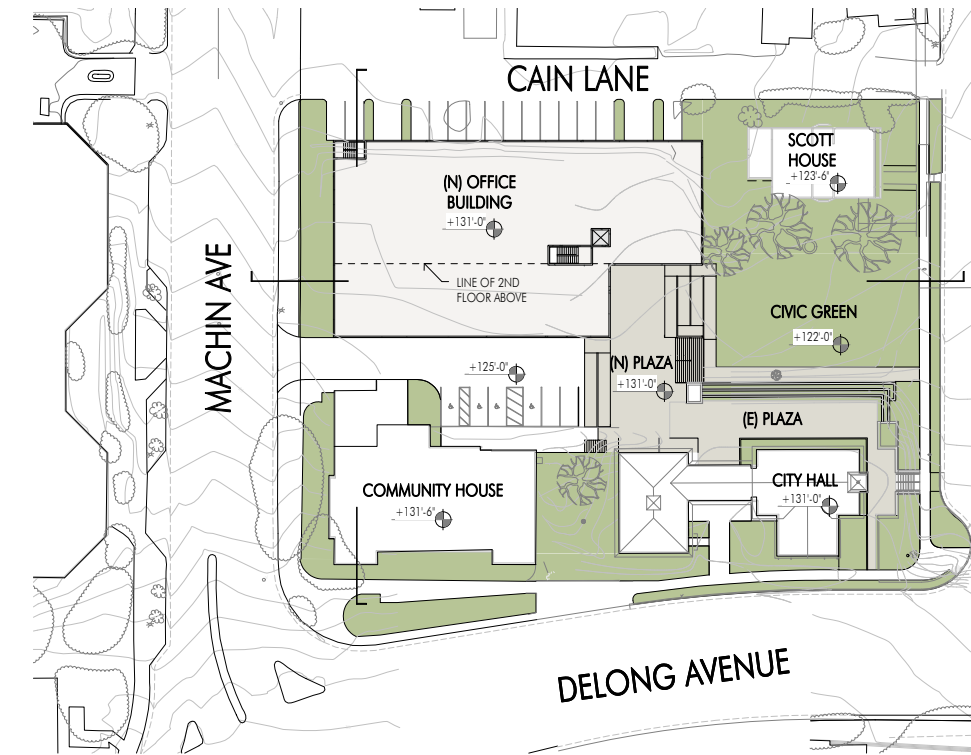 CAIN LANE
SCOTT
HOUSE
+123'-6"
(N) OFFICE
BUILDING
+131'-0"
MACHIN AVE
LINE OF 2ND
FLOOR ABOVE
CIVIC GREEN
+122'-0"
+125'-0"
(N) PLAZA
+131'-0"
(E) PLAZA
COMMUNITY HOUSE
+131'-6"
CITY HALL
+131'-0"
DELONG AVENUE